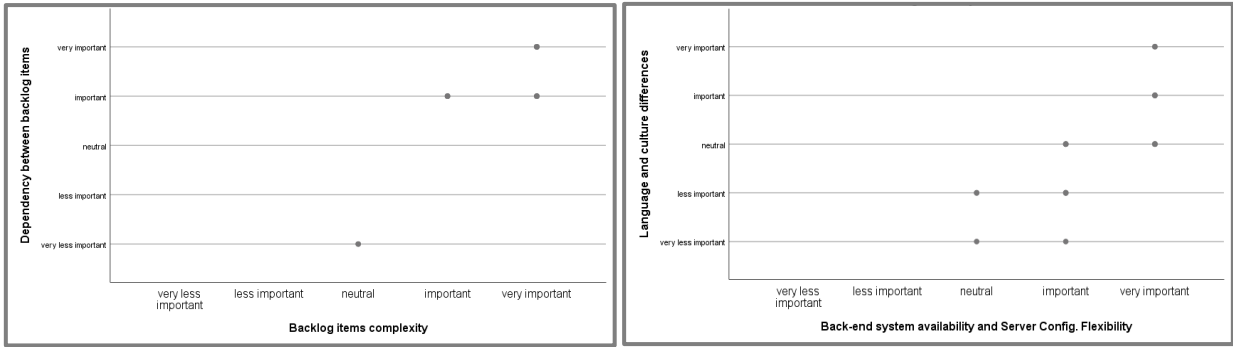 Dependency between backlog items
very important
important
neutral
less important
very less important
very less
important
less important
neutral
important
very important
Backlog items complexity
Language and culture differences
very important
important
neutral
less important
very less important
very less
important
less important
neutral
important
very important
Back-end system availability and Server Config. Flexibility